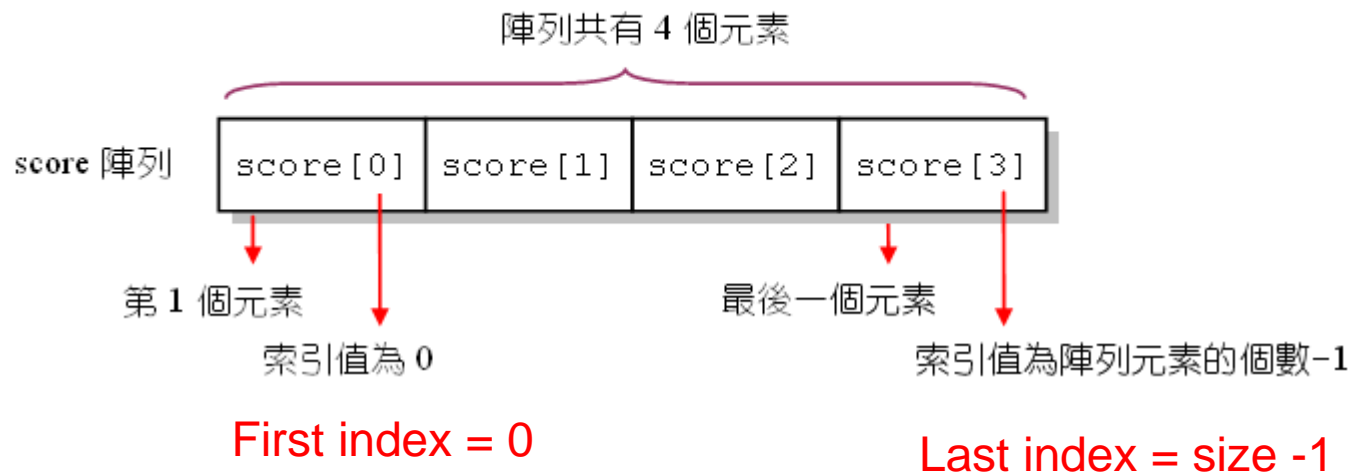 陣列共有 4 個元素
score 陣列
score[0] score[1] score[2] score[3]
第 1 個元素
最後一個元素
索引值為 0
索引值為陣列元素的個數-1
First index = 0
Last index = size -1